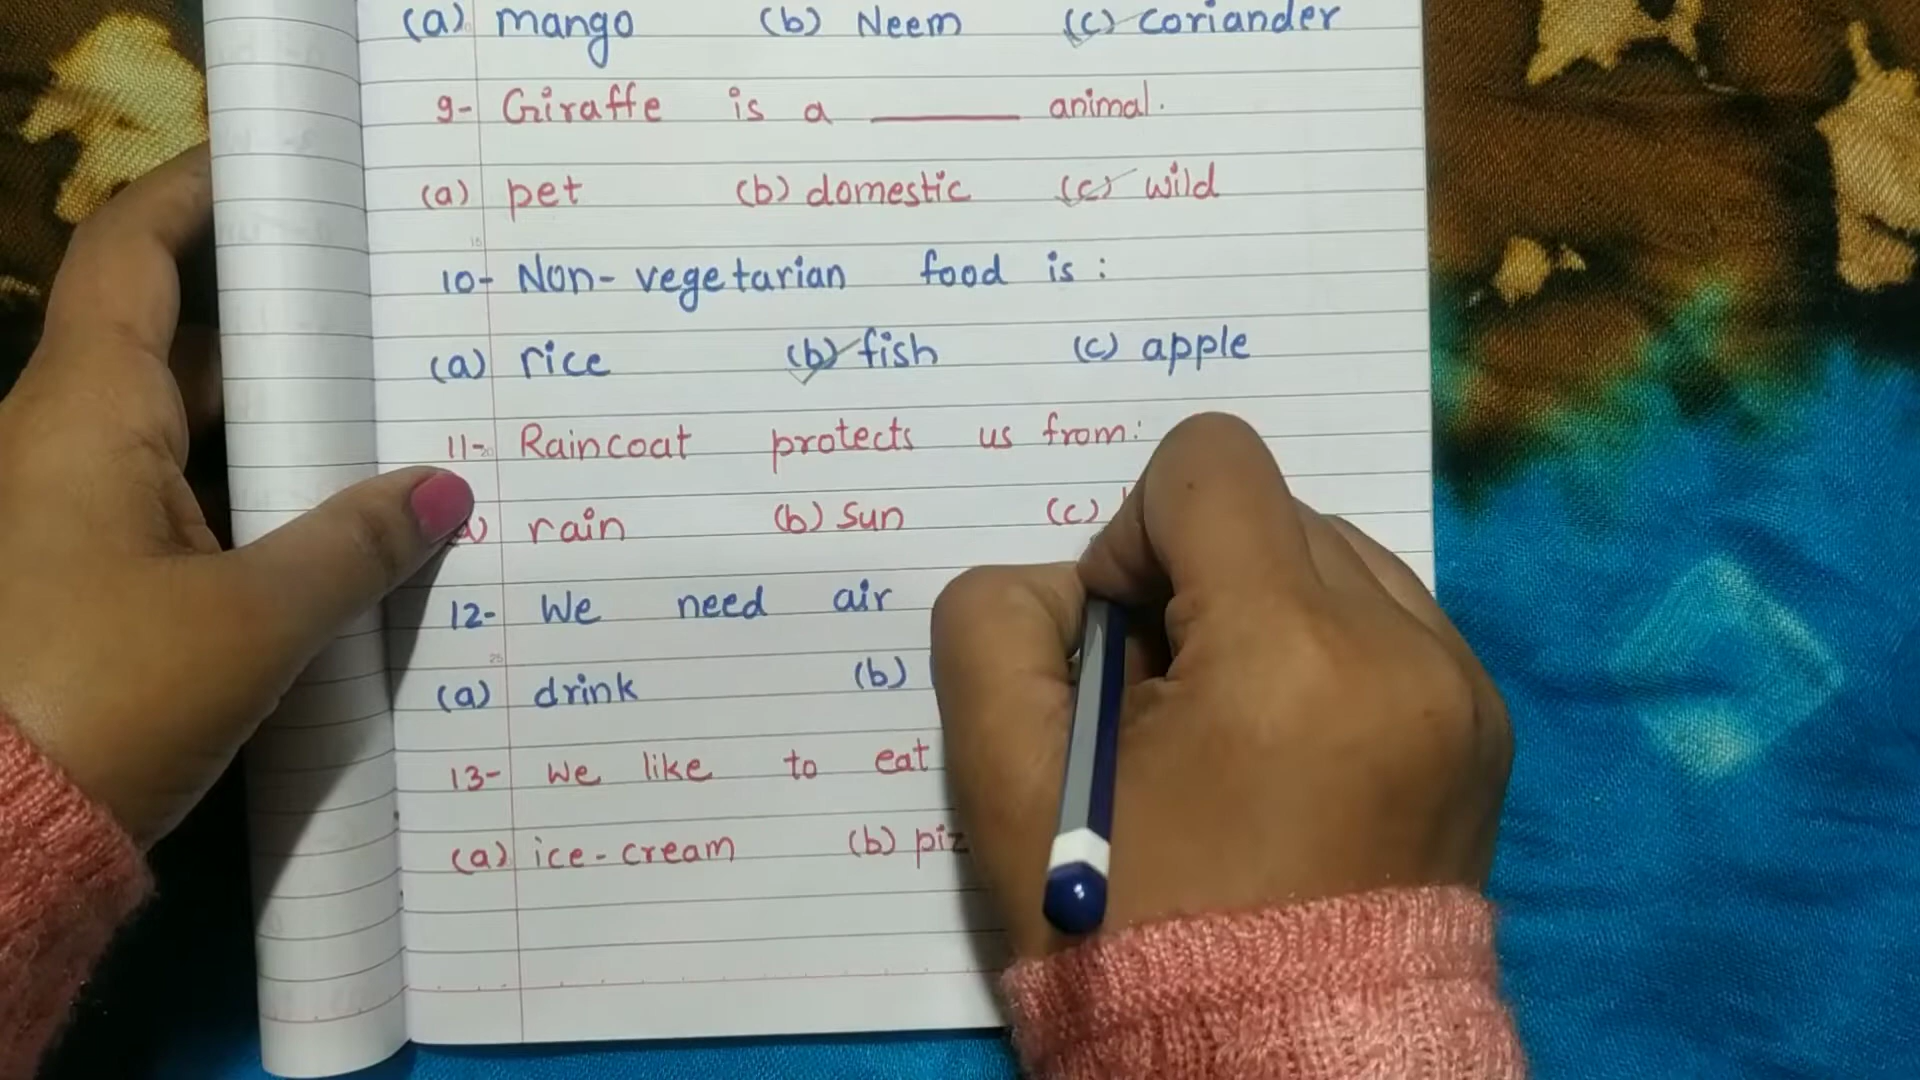 (a) mango (b) Neem (c) coriander
9- Giraffe is a ______ animal.
(a) pet (b) domestic (c) wild
10- Non-vegetarian food is :
(a) rice (b) fish (c) apple
11- Raincoat protects us from:
a) rain (b) Sun (c)
12- We need air
(a) drink (b)
13- We like to eat
(a) ice-cream (b) piz